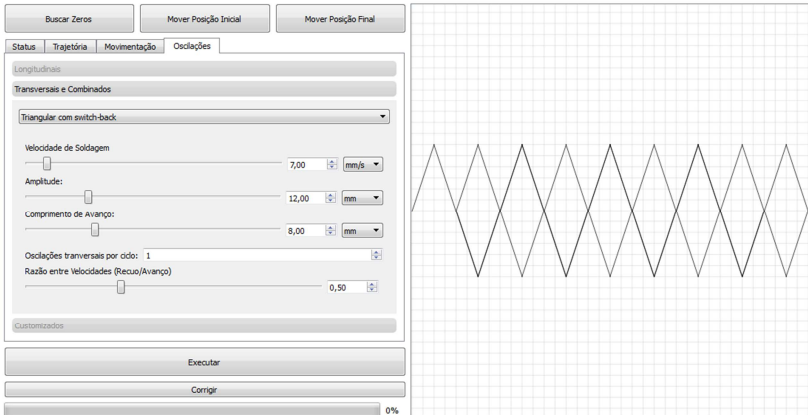 Buscar Zeros
Mover Posição Inicial
Mover Posição Final
Status
Trajetória
Movimentação
Oscilações
Longitudinais
Transversais e Combinados
Triangular com switch-back
Velocidade de Soldagem
7,00
mm/s
Amplitude:
12,00
mm
Comprimento de Avanço:
8,00
mm
Oscilações tranversais por ciclo:
1
Razão entre Velocidades (Recuo/Avanço)
0,50
Customizados
Executar
Corrigir
0%